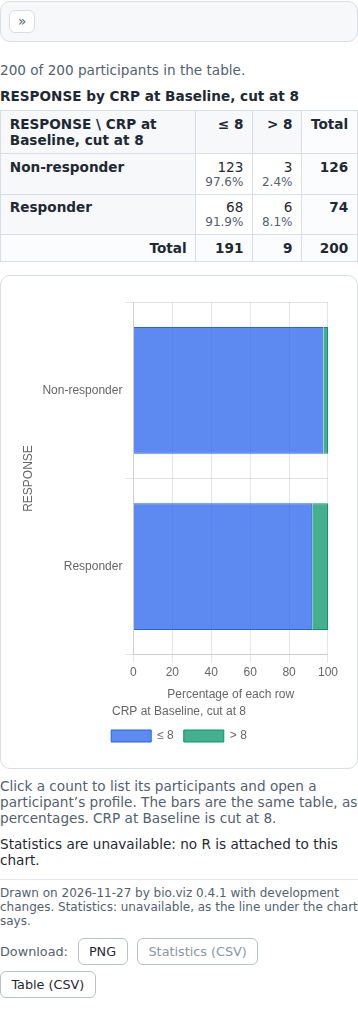 »
200 of 200 participants in the table.
RESPONSE by CRP at Baseline, cut at 8
RESPONSE \ CRP at Baseline, cut at 8 ≤ 8 > 8 Total
Non-responder 123 3 126
97.6% 2.4%
Responder 68 6 74
91.9% 8.1%
Total 191 9 200
RESPONSE
Non-responder
Responder
0 20 40 60 80 100
Percentage of each row
CRP at Baseline, cut at 8
≤ 8 > 8
Click a count to list its participants and open a
participant's profile. The bars are the same table, as
percentages. CRP at Baseline is cut at 8.
Statistics are unavailable: no R is attached to this
chart.
Drawn on 2026-11-27 by bio.viz 0.4.1 with development
changes. Statistics: unavailable, as the line under the chart
says.
Download: PNG Statistics (CSV)
Table (CSV)